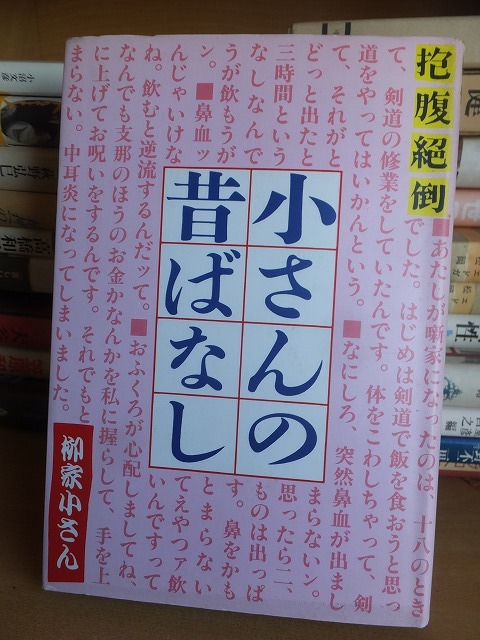 抱腹絕倒
小さんの
昔ばなし
■あたしが噺家になったのは、十八のとき
でした。はじめは剣道で飯を食おうと思っ
て、剣道の修業をしていたんです。体をこわしちゃって、剣
道をやってはいかんという。■なにしろ、突然鼻血が出まし
て、それがと
まらないン。
どっと出たと
思ったら二、
三時間という
ものは出っぱ
なしなんで
す。鼻をかも
うが飲もうが
とまらない
ン。■鼻血ッ
てえやつァ飲
んじゃいけな
いんですって
ね。飲むと逆流するんだッて。■おふくろが心配しましてね、
なんでも支那のほうのお金かなんかを私に握らして、手を上
に上げてお呪いをするんです。それでもと
まらない。中耳炎になってしまいました。
柳家小さん
小沼文彦